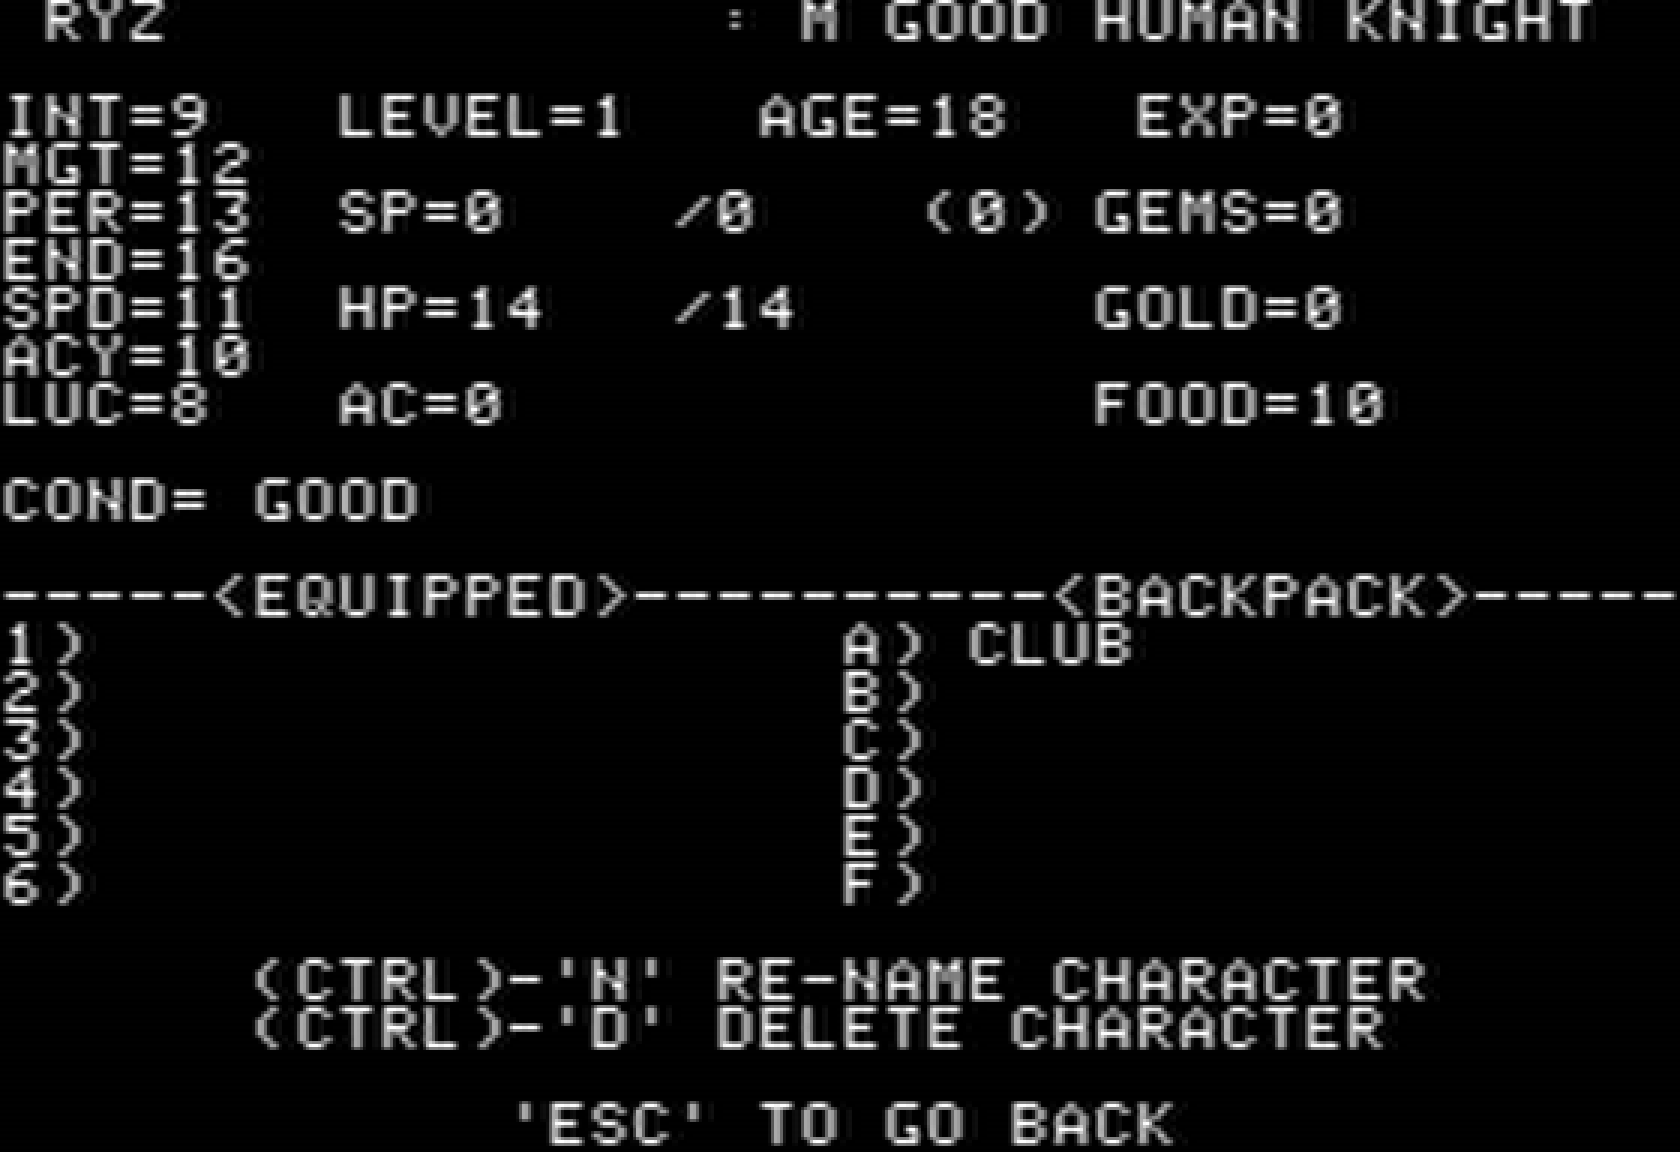 RYZ : M GOOD HUMAN KNIGHT
INT=9 LEVEL=1 AGE=18 EXP=0
MGT=12
PER=13 SP=0 /0 (0) GEMS=0
END=16
SPD=11 HP=14 /14 GOLD=0
ACY=10
LUC=8 AC=0 FOOD=10
COND= GOOD
-----<EQUIPPED>----------<BACKPACK>-----
1) A) CLUB
2) B)
3) C)
4) D)
5) E)
6) F)
(CTRL)-'N' RE-NAME CHARACTER
(CTRL)-'D' DELETE CHARACTER
'ESC' TO GO BACK